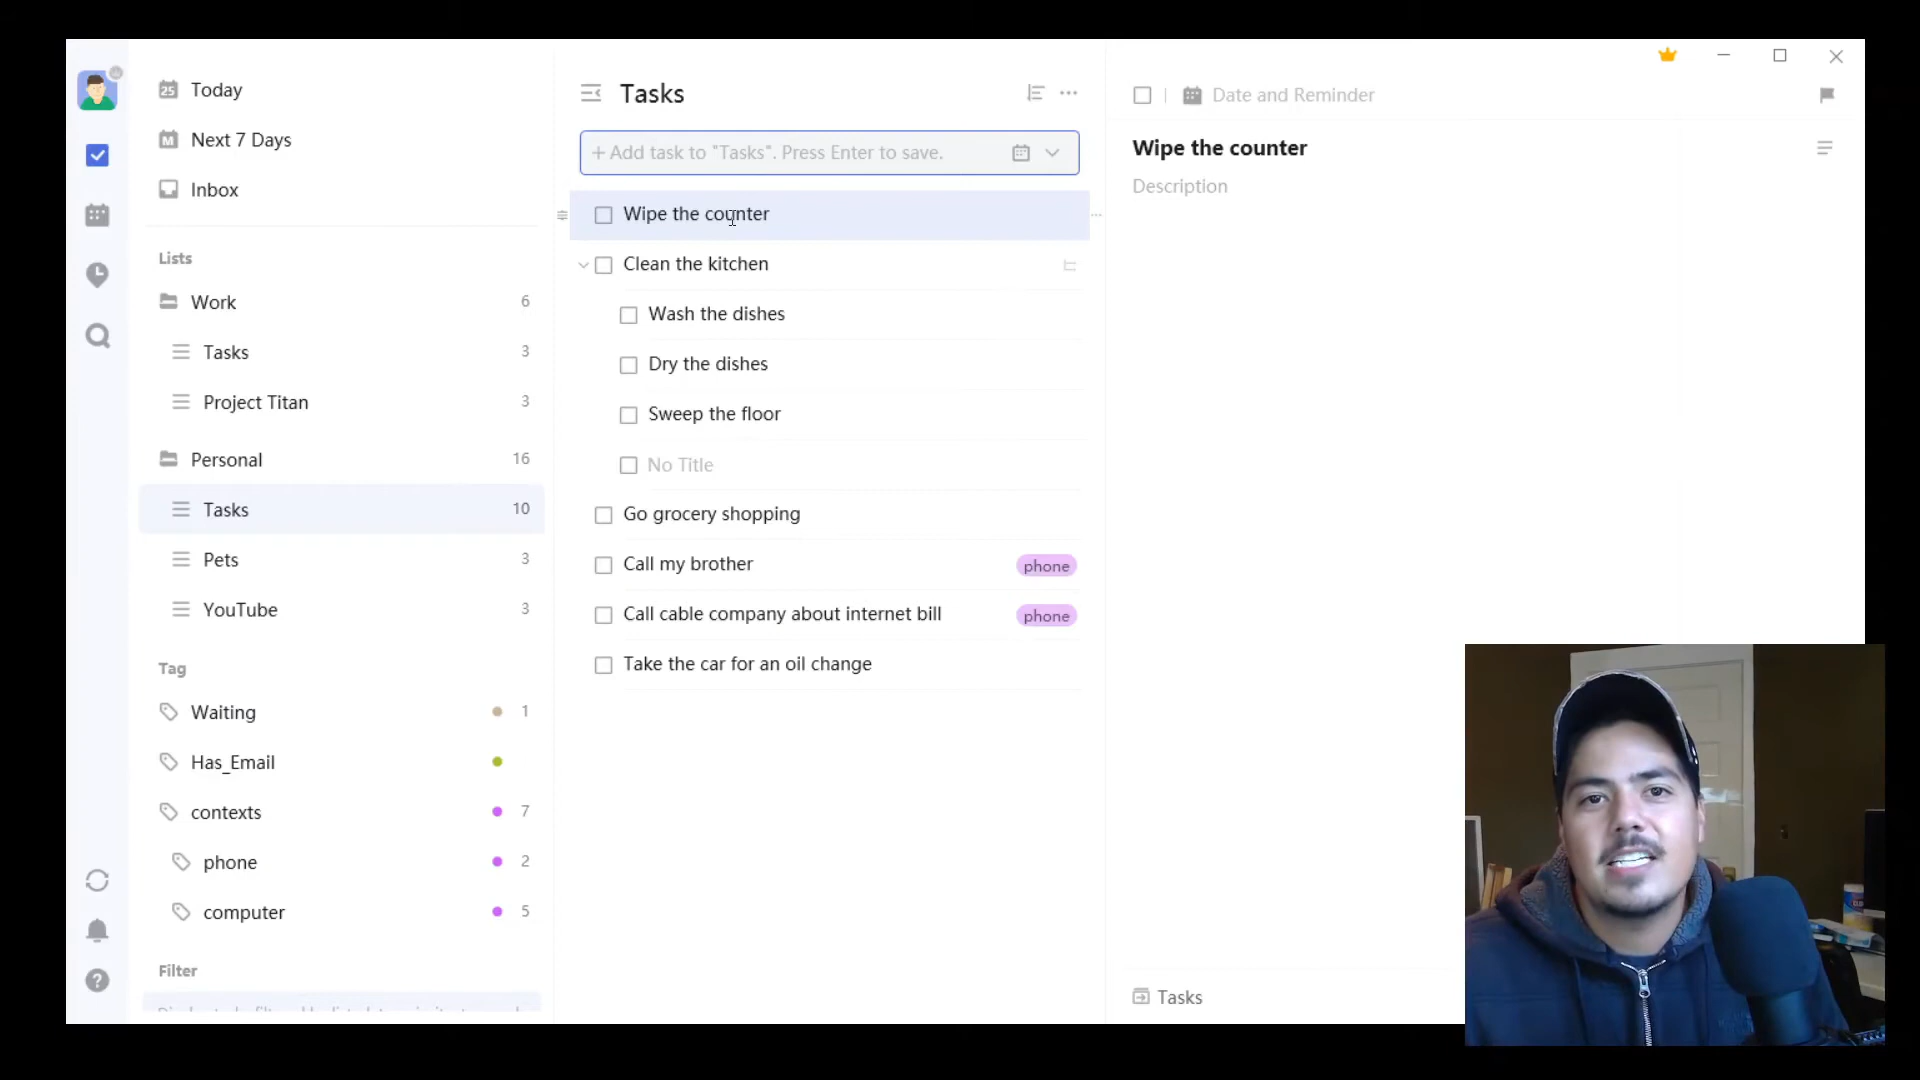 25 Today
M Next 7 Days
Inbox
Lists
Work 6
Tasks 3
Project Titan 3
Personal 16
Tasks 10
Pets 3
YouTube 3
Tag
Waiting 1
Has_Email
contexts 7
phone 2
computer 5
Filter
Tasks
+ Add task to "Tasks". Press Enter to save.
Wipe the counter
Clean the kitchen
Wash the dishes
Dry the dishes
Sweep the floor
No Title
Go grocery shopping
Call my brother phone
Call cable company about internet bill phone
Take the car for an oil change
Date and Reminder
Wipe the counter
Description
Tasks